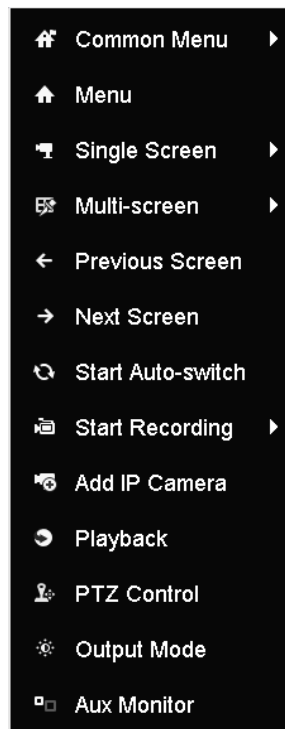 Common Menu
Menu
Single Screen
Multi-screen
Previous Screen
Next Screen
Start Auto-switch
Start Recording
Add IP Camera
Playback
PTZ Control
Output Mode
Aux Monitor